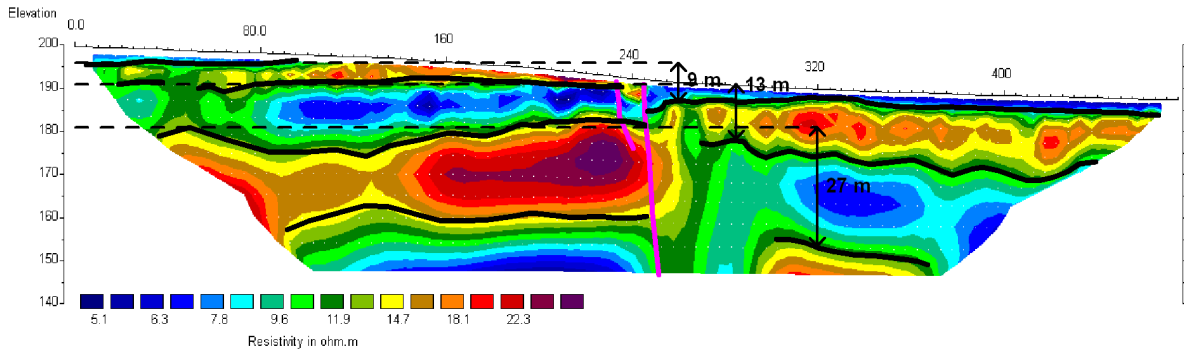 Elevation
0.0 80.0 160 240 320 400
200
190
180
170
160
150
140
9 m
13 m
27 m
5.1 6.3 7.8 9.6 11.9 14.7 18.1 22.3
Resistivity in ohm.m